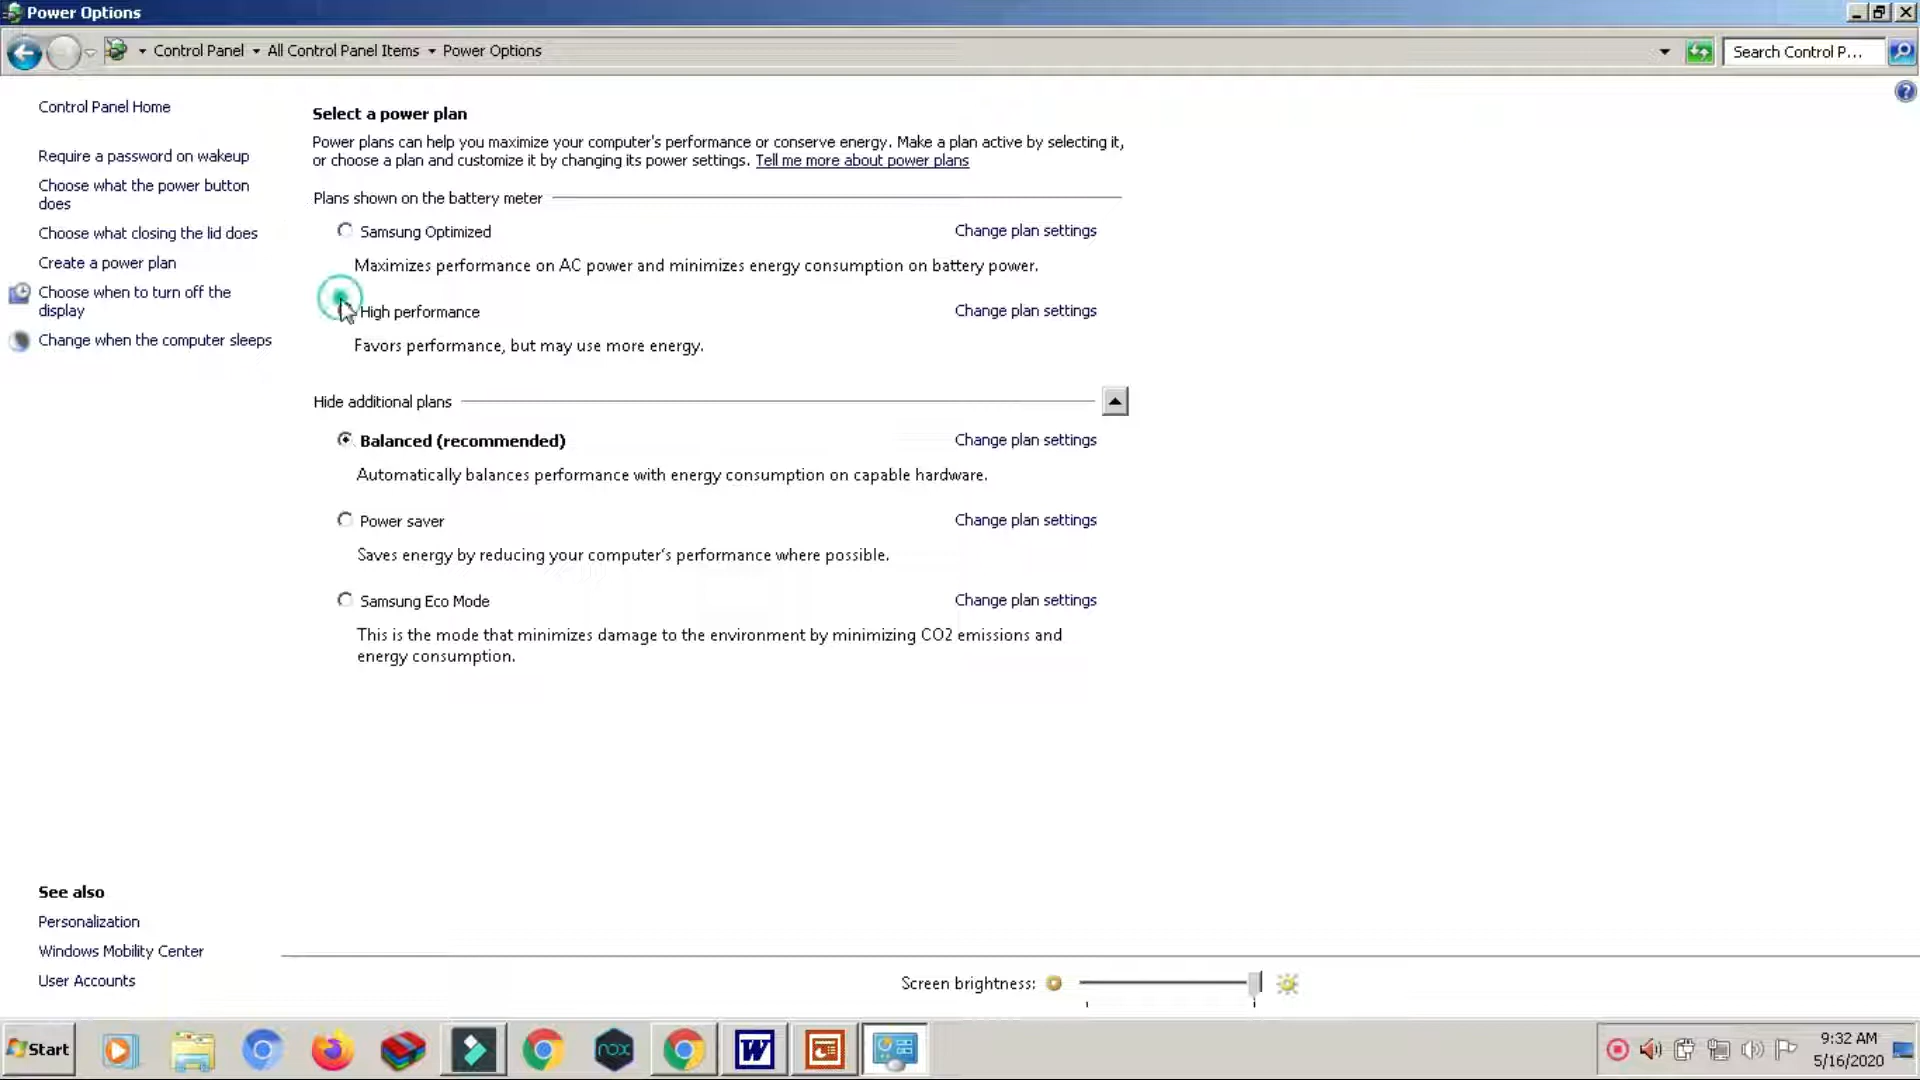 Power Options
Control Panel
All Control Panel Items
Power Options
Search Control P...
Control Panel Home
Require a password on wakeup
Choose what the power button
does
Choose what closing the lid does
Create a power plan
Choose when to turn off the
display
Change when the computer sleeps
Select a power plan
Power plans can help you maximize your computer's performance or conserve energy. Make a plan active by selecting it,
or choose a plan and customize it by changing its power settings. Tell me more about power plans
Plans shown on the battery meter
Samsung Optimized
Change plan settings
Maximizes performance on AC power and minimizes energy consumption on battery power.
High performance
Change plan settings
Favors performance, but may use more energy.
Hide additional plans
Balanced (recommended)
Change plan settings
Automatically balances performance with energy consumption on capable hardware.
Power saver
Change plan settings
Saves energy by reducing your computer's performance where possible.
Samsung Eco Mode
Change plan settings
This is the mode that minimizes damage to the environment by minimizing CO2 emissions and
energy consumption.
See also
Personalization
Windows Mobility Center
User Accounts
Screen brightness:
Start
nox
W
9:32 AM
5/16/2020